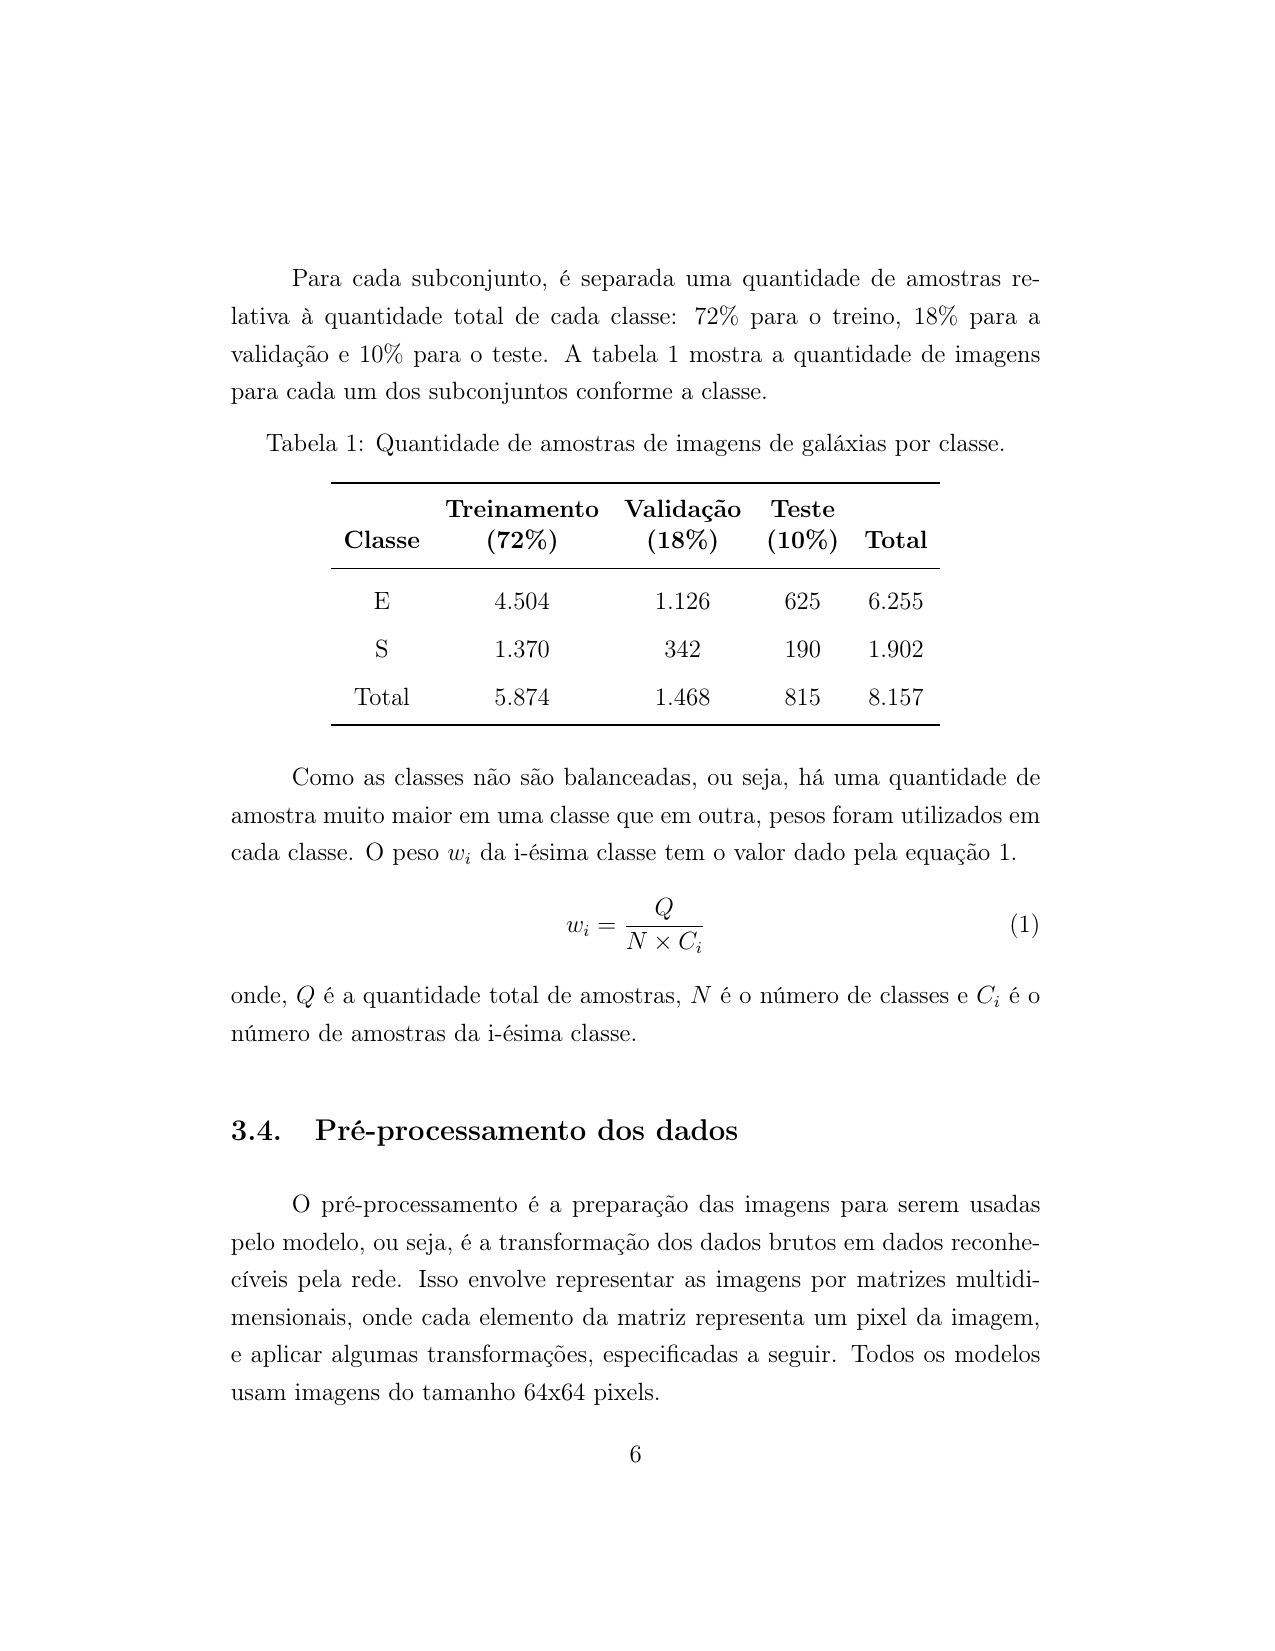 Para cada subconjunto, é separada uma quantidade de amostras re-
lativa à quantidade total de cada classe: 72% para o treino, 18% para a
validação e 10% para o teste. A tabela 1 mostra a quantidade de imagens
para cada um dos subconjuntos conforme a classe.
Tabela 1: Quantidade de amostras de imagens de galáxias por classe.
Treinamento Validação Teste
Classe (72%) (18%) (10%) Total
E 4.504 1.126 625 6.255
S 1.370 342 190 1.902
Total 5.874 1.468 815 8.157
Como as classes não são balanceadas, ou seja, há uma quantidade de
amostra muito maior em uma classe que em outra, pesos foram utilizados em
cada classe. O peso w_i da i-ésima classe tem o valor dado pela equação 1.
w_i = Q / (N × C_i) (1)
onde, Q é a quantidade total de amostras, N é o número de classes e C_i é o
número de amostras da i-ésima classe.
3.4. Pré-processamento dos dados
O pré-processamento é a preparação das imagens para serem usadas
pelo modelo, ou seja, é a transformação dos dados brutos em dados reconhe-
cíveis pela rede. Isso envolve representar as imagens por matrizes multidi-
mensionais, onde cada elemento da matriz representa um pixel da imagem,
e aplicar algumas transformações, especificadas a seguir. Todos os modelos
usam imagens do tamanho 64x64 pixels.
6